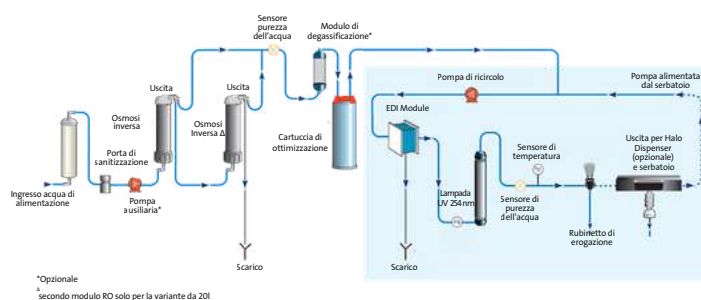 Sensore
purezza
dell'acqua
Modulo di
degassificazione*
Uscita
Uscita
Osmosi
inversa
Osmosi
Inversa Δ
Porta di
sanitizzazione
Ingresso acqua di
alimentazione
Pompa
ausiliaria*
Cartuccia di
ottimizzazione
Scarico
Pompa di ricircolo
Pompa alimentata
dal serbatoio
EDI Module
Uscita per Halo
Dispenser
(opzionale)
e serbatoio
Sensore di
temperatura
Lampada
UV 254nm
Sensore di
purezza
dell'acqua
Rubinetto di
erogazione
Scarico
*Opzionale
Δ
secondo modulo RO solo per la variante da 20l